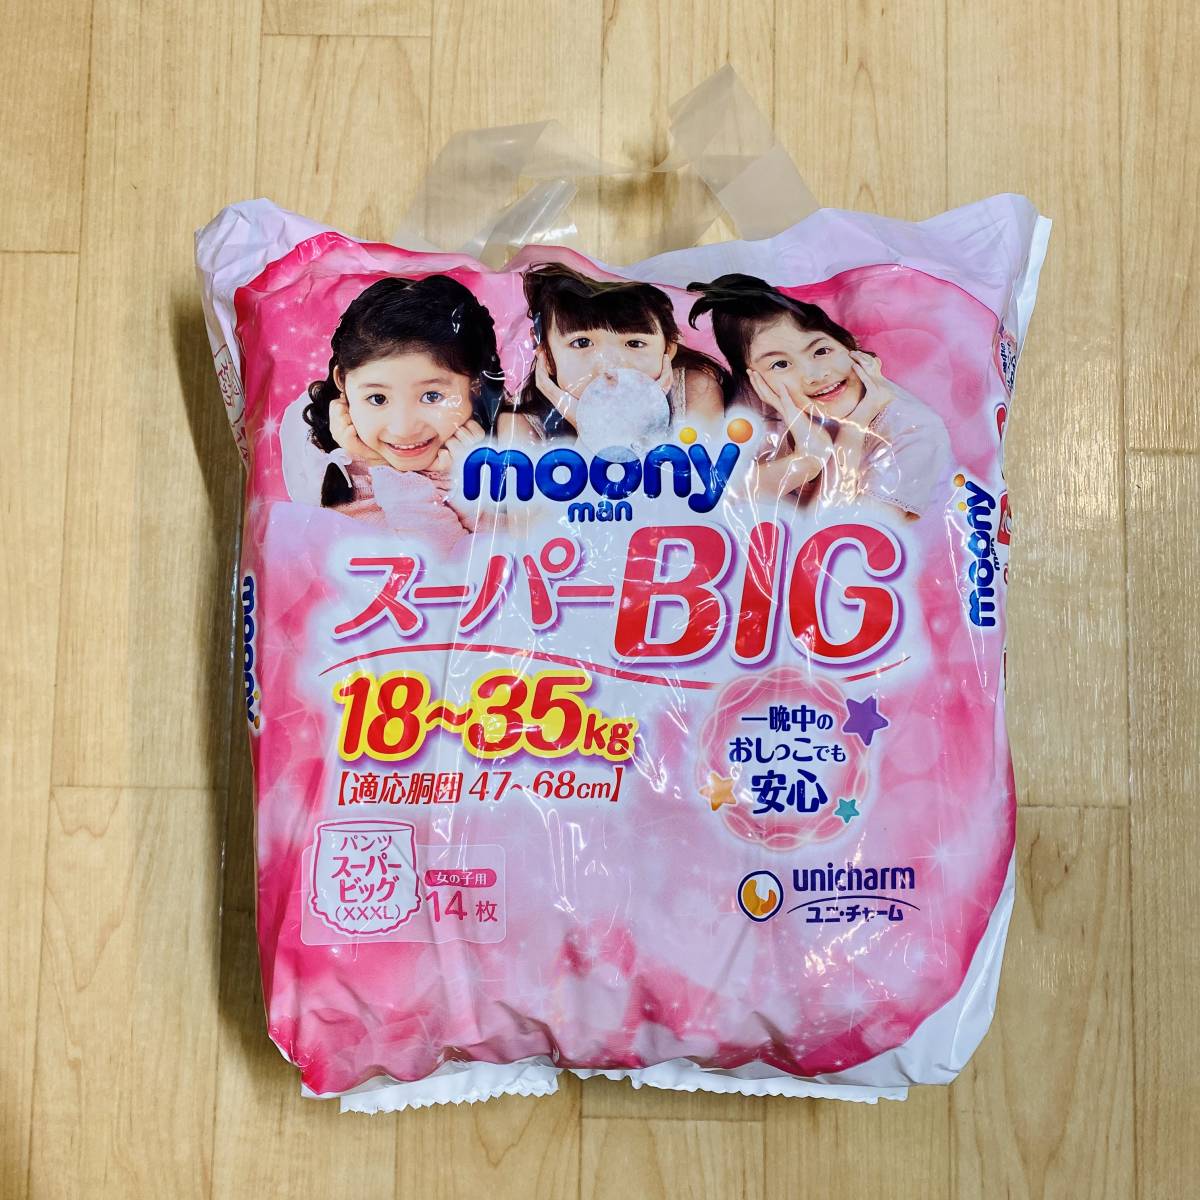 moony
man
スーパーBIG
18～35kg
【適応胴囲 47～68cm】
一晩中の
おしっこでも
安心
パンツ
スーパー
ビッグ
(XXXL)
女の子用
14枚
unicharm
ユニ・チャーム
moony
moony
man